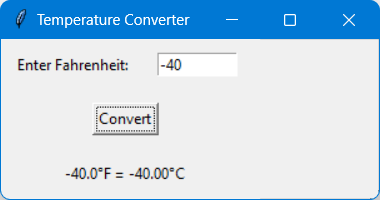 Temperature Converter
Enter Fahrenheit: -40
Convert
-40.0°F = -40.00°C